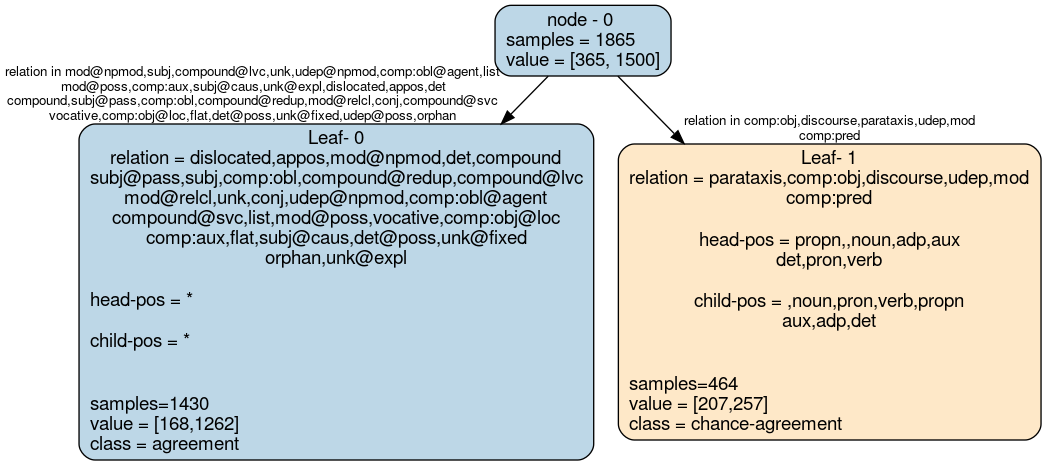 node - 0
samples = 1865
value = [365, 1500]
relation in mod@npmod,subj,compound@lvc,unk,udep@npmod,comp:obl@agent,list
mod@poss,comp:aux,subj@caus,unk@expl,dislocated,appos,det
compound,subj@pass,comp:obl,compound@redup,mod@relcl,conj,compound@svc
vocative,comp:obj@loc,flat,det@poss,unk@fixed,udep@poss,orphan
relation in comp:obj,discourse,parataxis,udep,mod
comp:pred
Leaf- 0
relation = dislocated,appos,mod@npmod,det,compound
subj@pass,subj,comp:obl,compound@redup,compound@lvc
mod@relcl,unk,conj,udep@npmod,comp:obl@agent
compound@svc,list,mod@poss,vocative,comp:obj@loc
comp:aux,flat,subj@caus,det@poss,unk@fixed
orphan,unk@expl
head-pos = *
child-pos = *
samples=1430
value = [168,1262]
class = agreement
Leaf- 1
relation = parataxis,comp:obj,discourse,udep,mod
comp:pred
head-pos = propn,,noun,adp,aux
det,pron,verb
child-pos = ,noun,pron,verb,propn
aux,adp,det
samples=464
value = [207,257]
class = chance-agreement